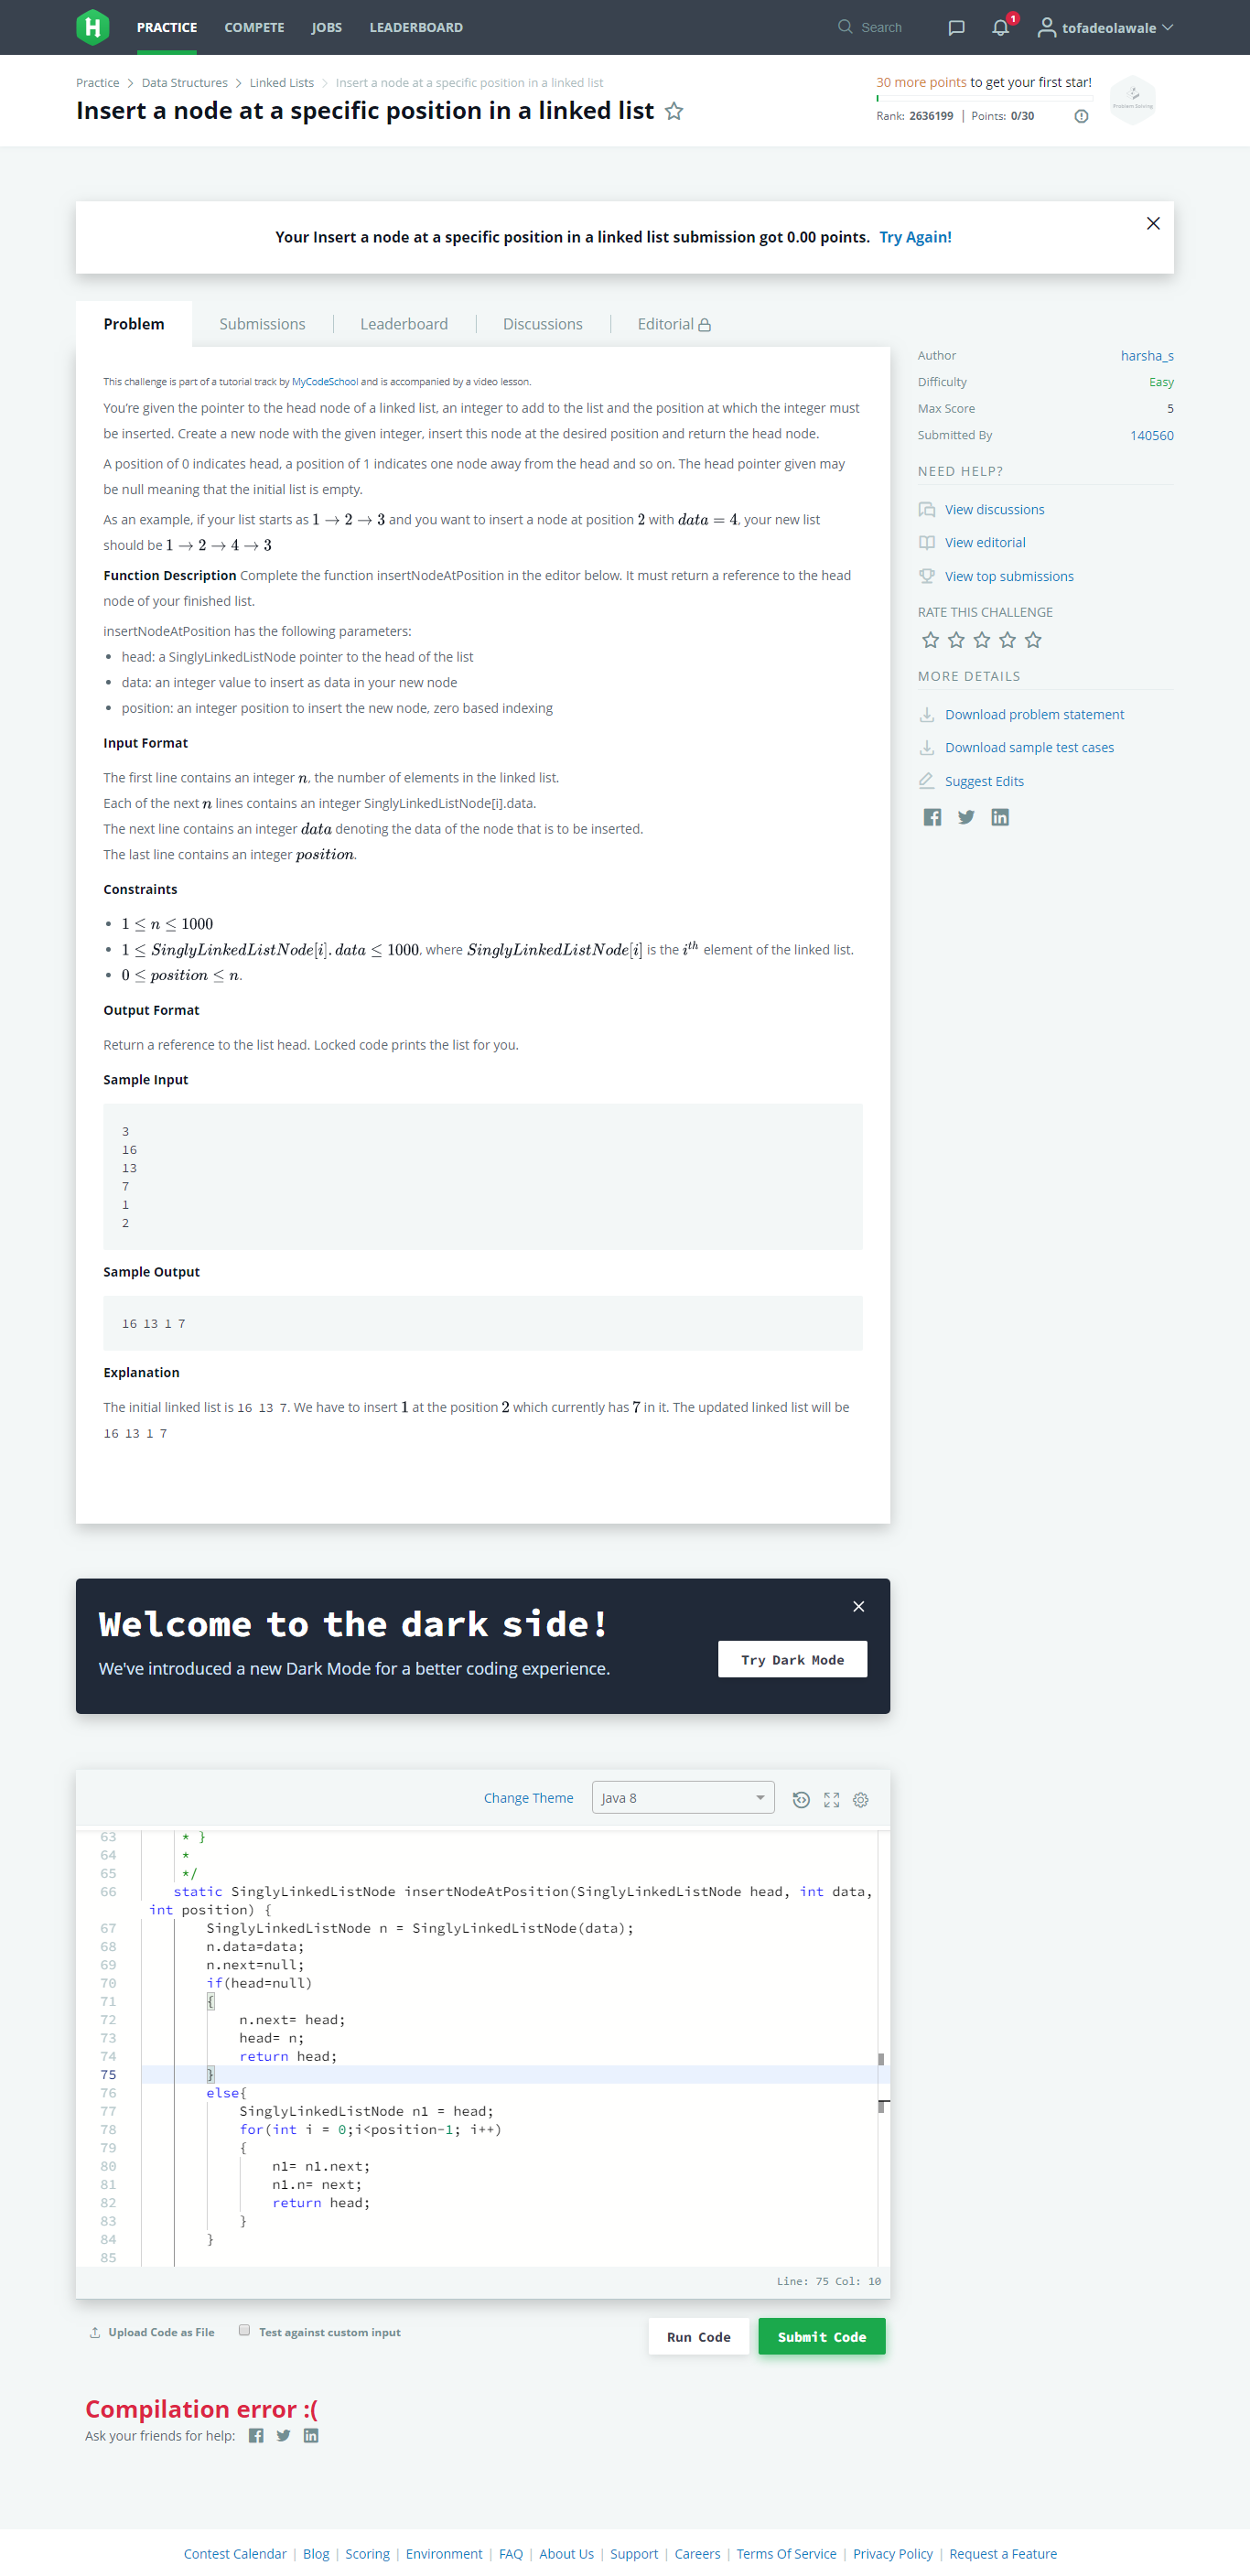 H PRACTICE COMPETE JOBS LEADERBOARD Search 1 tofadeolawale
Practice > Data Structures > Linked Lists > Insert a node at a specific position in a linked list
Insert a node at a specific position in a linked list
30 more points to get your first star!
Rank: 2636199 | Points: 0/30
Problem Solving
Your Insert a node at a specific position in a linked list submission got 0.00 points. Try Again!
Problem Submissions Leaderboard Discussions Editorial
This challenge is part of a tutorial track by MyCodeSchool and is accompanied by a video lesson.
You're given the pointer to the head node of a linked list, an integer to add to the list and the position at which the integer must
be inserted. Create a new node with the given integer, insert this node at the desired position and return the head node.
A position of 0 indicates head, a position of 1 indicates one node away from the head and so on. The head pointer given may
be null meaning that the initial list is empty.
As an example, if your list starts as 1 → 2 → 3 and you want to insert a node at position 2 with data = 4, your new list
should be 1 → 2 → 4 → 3
Function Description Complete the function insertNodeAtPosition in the editor below. It must return a reference to the head
node of your finished list.
insertNodeAtPosition has the following parameters:
• head: a SinglyLinkedListNode pointer to the head of the list
• data: an integer value to insert as data in your new node
• position: an integer position to insert the new node, zero based indexing
Input Format
The first line contains an integer n, the number of elements in the linked list.
Each of the next n lines contains an integer SinglyLinkedListNode[i].data.
The next line contains an integer data denoting the data of the node that is to be inserted.
The last line contains an integer position.
Constraints
• 1 ≤ n ≤ 1000
• 1 ≤ SinglyLinkedListNode[i].data ≤ 1000, where SinglyLinkedListNode[i] is the i^th element of the linked list.
• 0 ≤ position ≤ n.
Output Format
Return a reference to the list head. Locked code prints the list for you.
Sample Input
3
16
13
7
1
2
Sample Output
16 13 1 7
Explanation
The initial linked list is 16 13 7. We have to insert 1 at the position 2 which currently has 7 in it. The updated linked list will be
16 13 1 7
Author harsha_s
Difficulty Easy
Max Score 5
Submitted By 140560
NEED HELP?
View discussions
View editorial
View top submissions
RATE THIS CHALLENGE
MORE DETAILS
Download problem statement
Download sample test cases
Suggest Edits
Welcome to the dark side!
We've introduced a new Dark Mode for a better coding experience.
Try Dark Mode
Change Theme Java 8
63 * }
64 *
65 */
66 static SinglyLinkedListNode insertNodeAtPosition(SinglyLinkedListNode head, int data,
int position) {
67 SinglyLinkedListNode n = SinglyLinkedListNode(data);
68 n.data=data;
69 n.next=null;
70 if(head=null)
71 {
72 n.next= head;
73 head= n;
74 return head;
75 }
76 else{
77 SinglyLinkedListNode n1 = head;
78 for(int i = 0;i<position-1; i++)
79 {
80 n1= n1.next;
81 n1.n= next;
82 return head;
83 }
84 }
85
Line: 75 Col: 10
Upload Code as File Test against custom input Run Code Submit Code
Compilation error :(
Ask your friends for help:
Contest Calendar | Blog | Scoring | Environment | FAQ | About Us | Support | Careers | Terms Of Service | Privacy Policy | Request a Feature